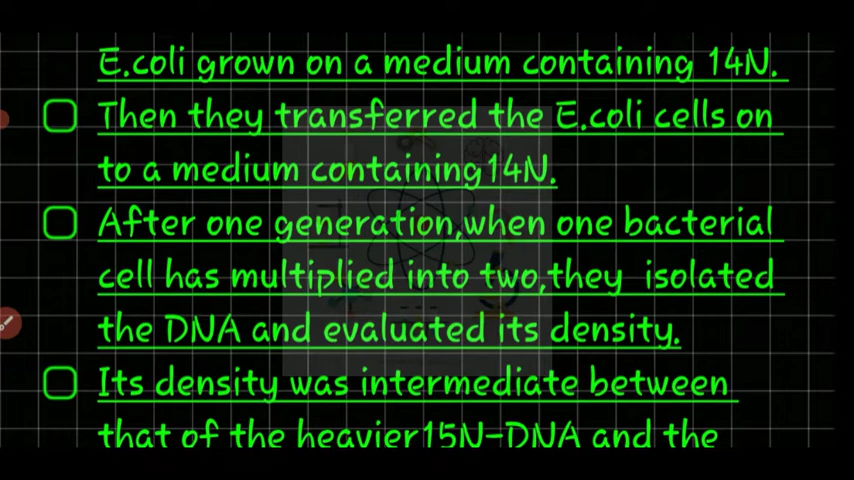 E.coli grown on a medium containing 14N.
Then they transferred the E.coli cells on
to a medium containing14N.
After one generation,when one bacterial
cell has multiplied into two,they isolated
the DNA and evaluated its density.
Its density was intermediate between
that of the heavier15N-DNA and the